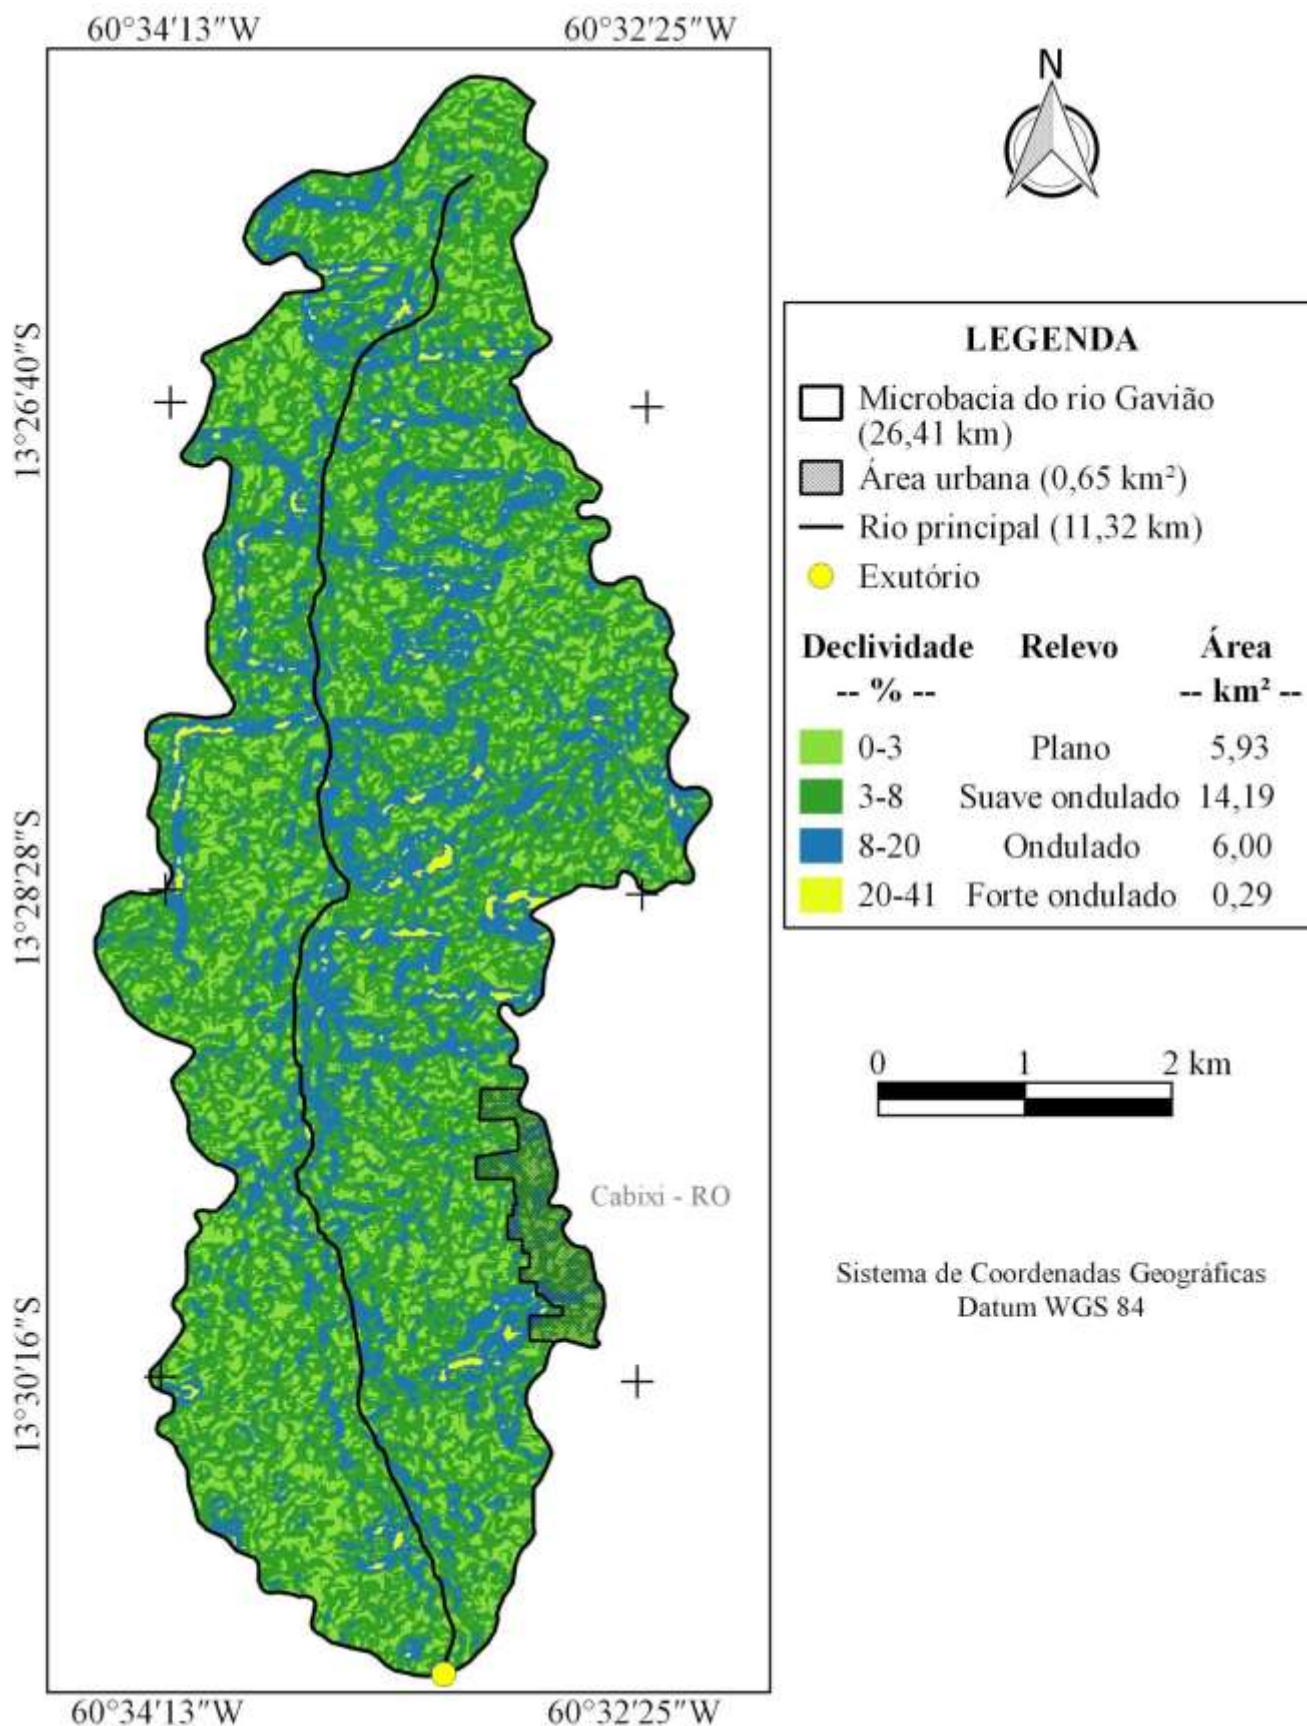 60°34′13″W 60°32′25″W
N
13°26′40″S
13°28′28″S
13°30′16″S
LEGENDA
Microbacia do rio Gavião
(26,41 km)
Área urbana (0,65 km²)
Rio principal (11,32 km)
Exutório
Declividade Relevo Área
-- % -- -- km² --
0-3 Plano 5,93
3-8 Suave ondulado 14,19
8-20 Ondulado 6,00
20-41 Forte ondulado 0,29
0 1 2 km
Cabixi - RO
Sistema de Coordenadas Geográficas
Datum WGS 84
60°34′13″W 60°32′25″W